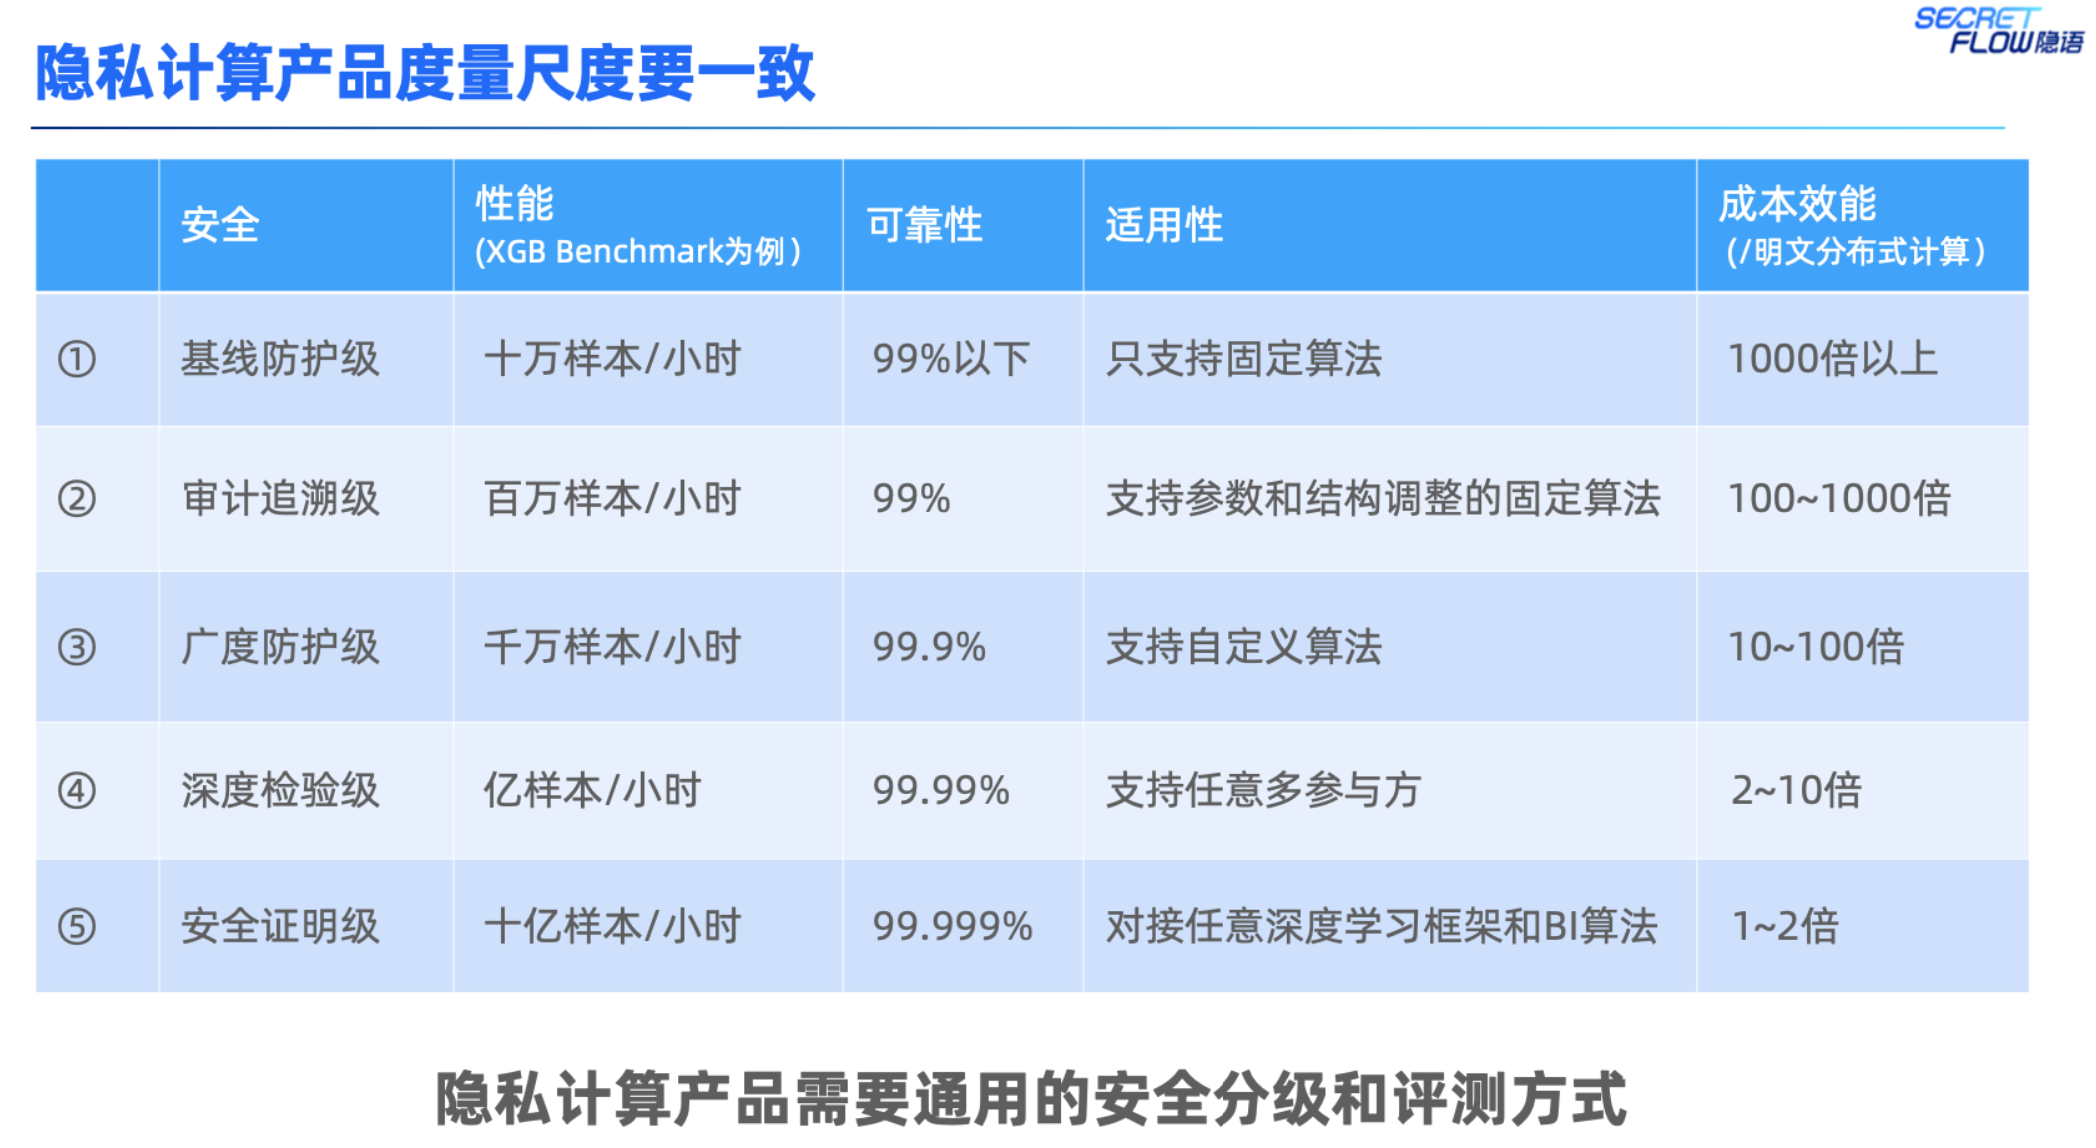 SECRET
FLOW隐语
隐私计算产品度量尺度要一致
安全 性能 (XGB Benchmark为例) 可靠性 适用性 成本效能 (/明文分布式计算)
① 基线防护级 十万样本/小时 99%以下 只支持固定算法 1000倍以上
② 审计追溯级 百万样本/小时 99% 支持参数和结构调整的固定算法 100~1000倍
③ 广度防护级 千万样本/小时 99.9% 支持自定义算法 10~100倍
④ 深度检验级 亿样本/小时 99.99% 支持任意多参与方 2~10倍
⑤ 安全证明级 十亿样本/小时 99.999% 对接任意深度学习框架和BI算法 1~2倍
隐私计算产品需要通用的安全分级和评测方式